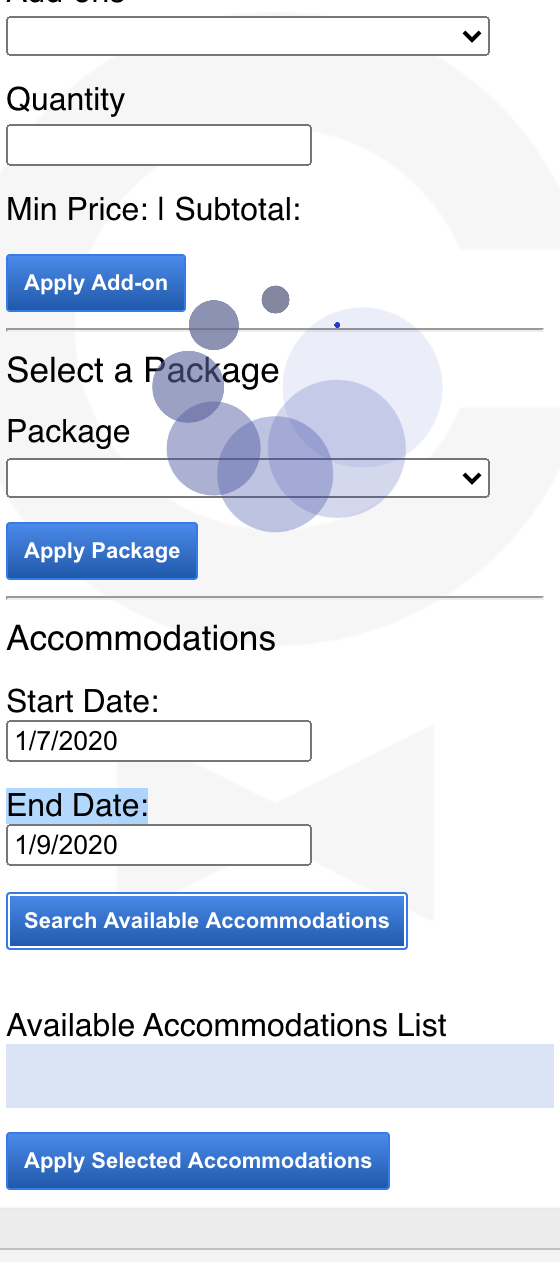 Quantity
Min Price: | Subtotal:
Apply Add-on
Select a Package
Package
Apply Package
Accommodations
Start Date:
1/7/2020
End Date:
1/9/2020
Search Available Accommodations
Available Accommodations List
Apply Selected Accommodations